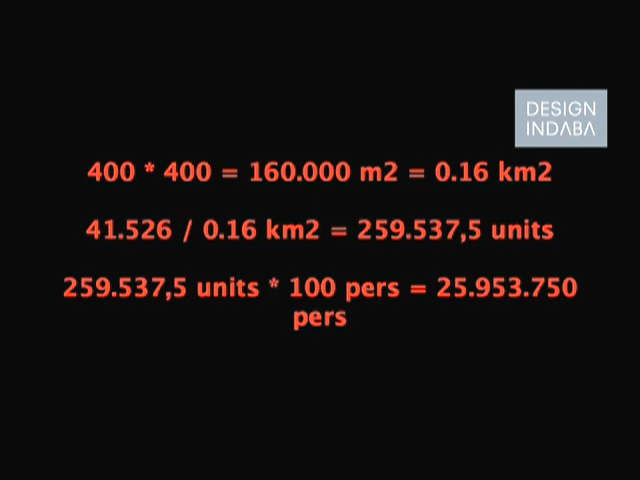 DESIGN
INDABA
400 * 400 = 160.000 m2 = 0.16 km2
41.526 / 0.16 km2 = 259.537,5 units
259.537,5 units * 100 pers = 25.953.750
pers